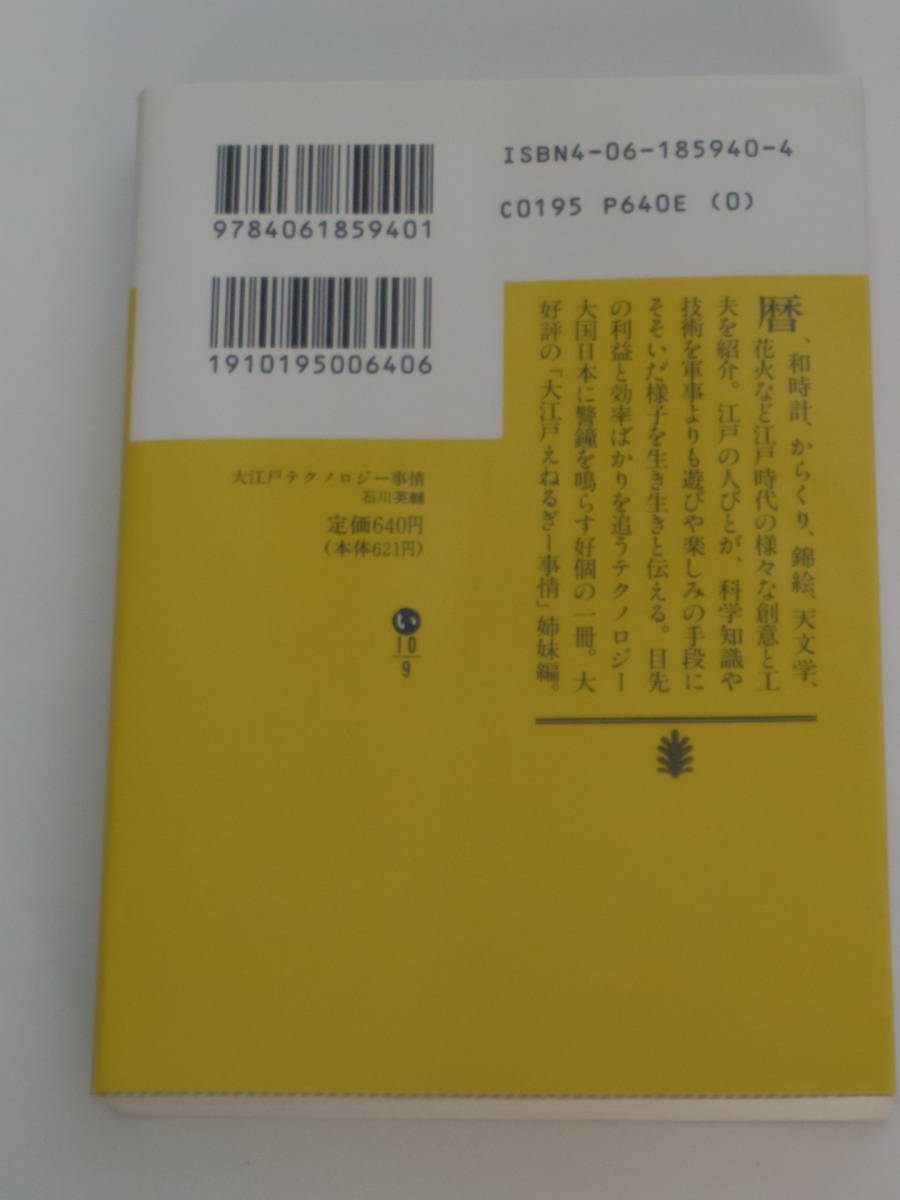 ISBN4-06-185940-4
C0195 P640E (0)
9784061859401
1910195006406
暦、和時計、からくり、錦絵、天文学、
花火など江戸時代の様々な創意と工
夫を紹介。江戸の人びとが、科学知識や
技術を軍事よりも遊びや楽しみの手段に
そそいだ様子を生き生きと伝える。目先
の利益と効率ばかりを追うテクノロジー
大国日本に警鐘を鳴らす好個の一冊。大
好評の「大江戸えねるぎー事情」姉妹編。
大江戸テクノロジー事情
石川英輔
定価640円
(本体621円)
い
10
9